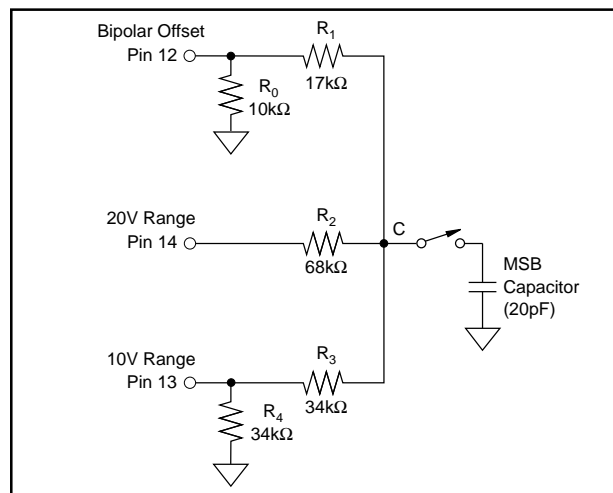 Bipolar Offset
Pin 12
R1
17kΩ
R0
10kΩ
20V Range
Pin 14
R2
68kΩ
C
MSB
Capacitor
(20pF)
10V Range
Pin 13
R3
34kΩ
R4
34kΩ